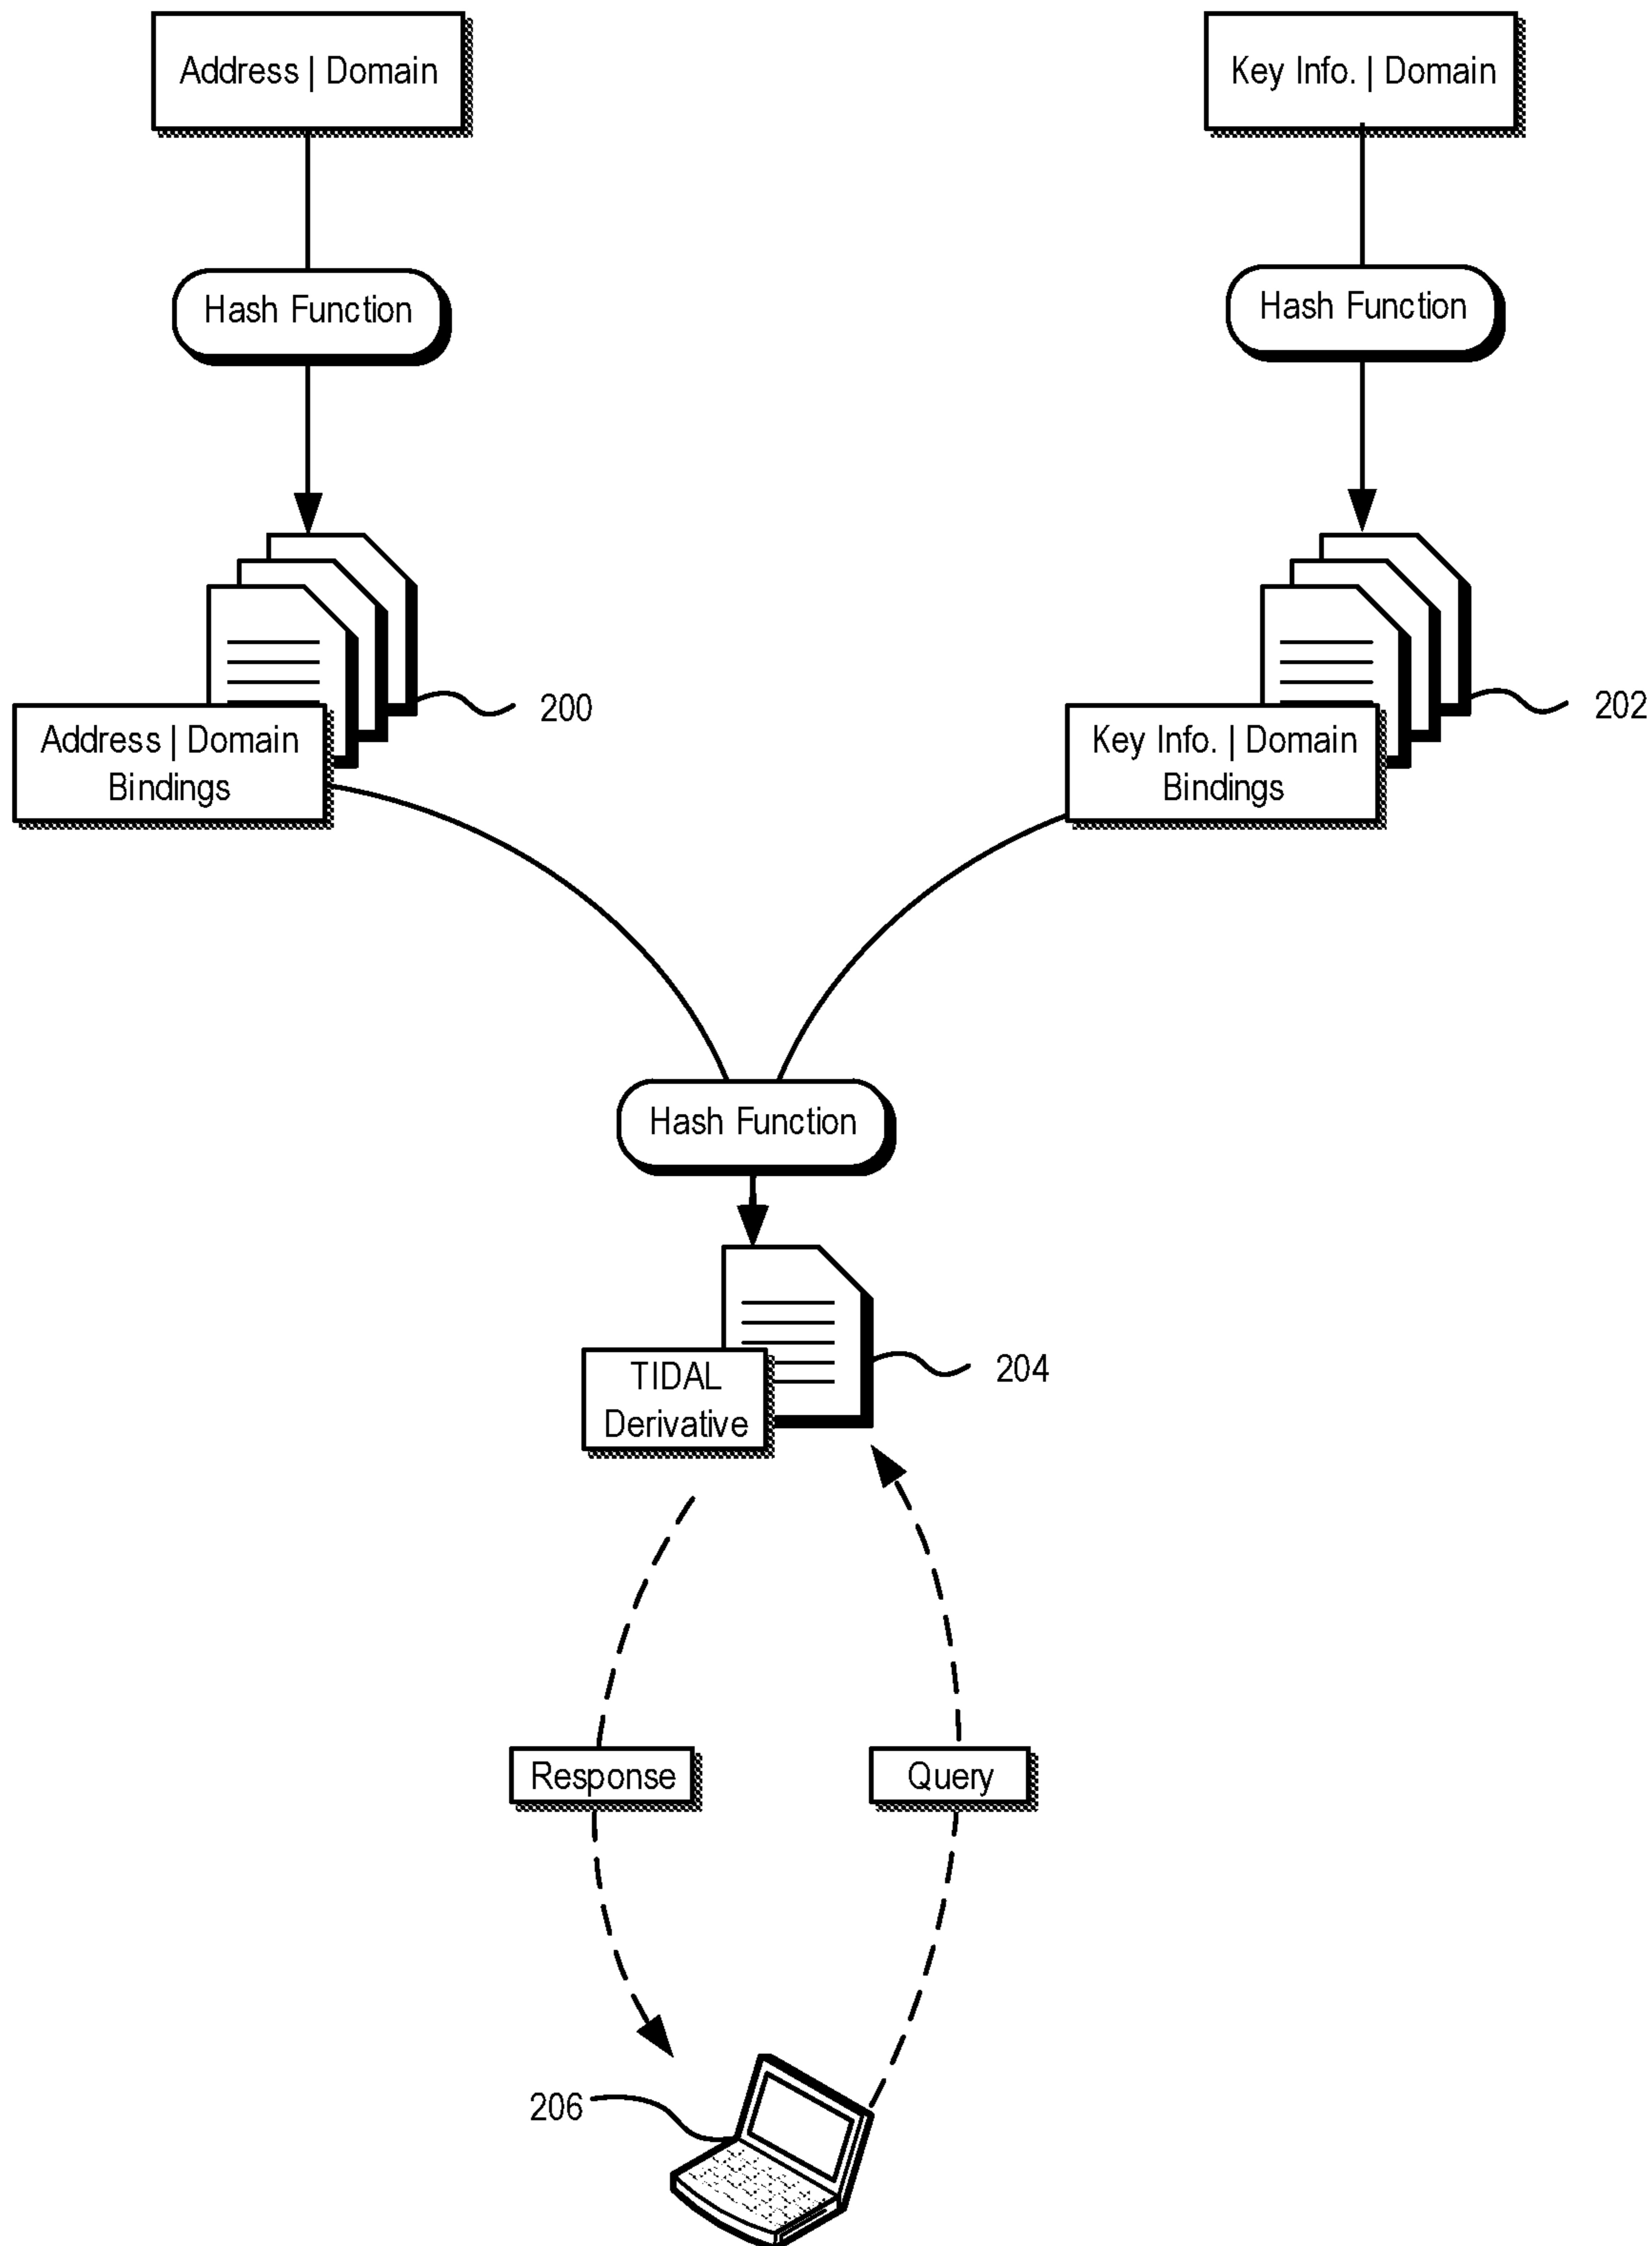 Address | Domain
Key Info. | Domain
Hash Function
Hash Function
200
202
Address | Domain
Bindings
Key Info. | Domain
Bindings
Hash Function
204
TIDAL
Derivative
Response
Query
206